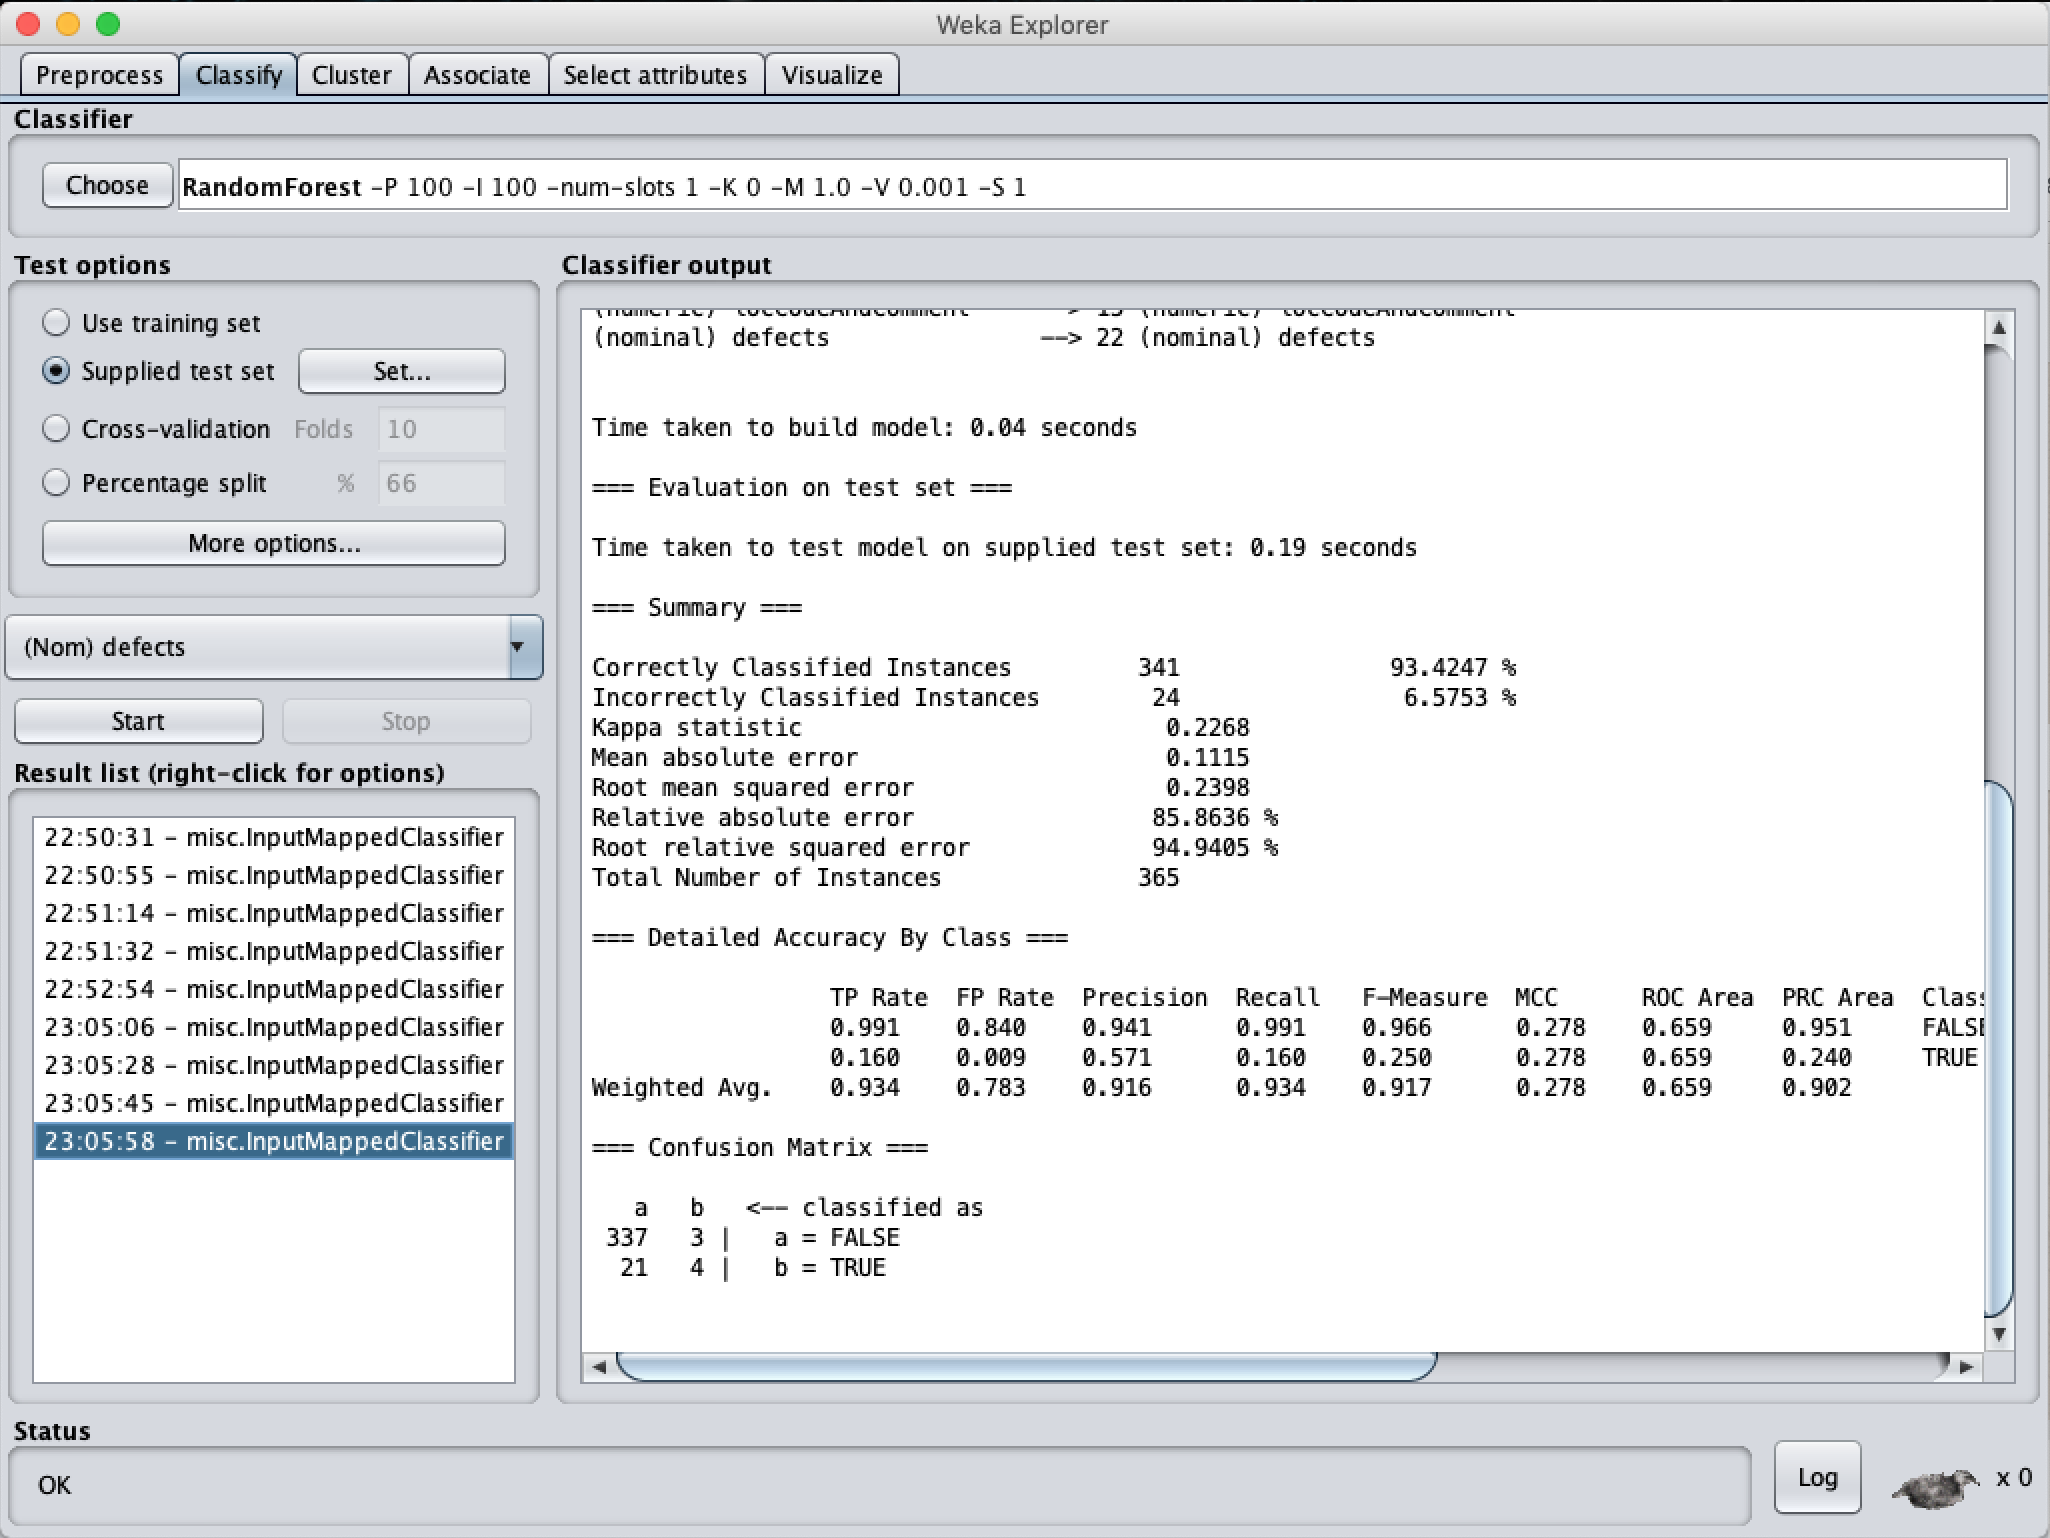 Weka Explorer
Preprocess Classify Cluster Associate Select attributes Visualize
Classifier
Choose RandomForest -P 100 -I 100 -num-slots 1 -K 0 -M 1.0 -V 0.001 -S 1
Test options
Use training set
Supplied test set Set...
Cross-validation Folds 10
Percentage split % 66
More options...
(Nom) defects
Start Stop
Result list (right-click for options)
22:50:31 - misc.InputMappedClassifier
22:50:55 - misc.InputMappedClassifier
22:51:14 - misc.InputMappedClassifier
22:51:32 - misc.InputMappedClassifier
22:52:54 - misc.InputMappedClassifier
23:05:06 - misc.InputMappedClassifier
23:05:28 - misc.InputMappedClassifier
23:05:45 - misc.InputMappedClassifier
23:05:58 - misc.InputMappedClassifier
Classifier output
(numeric) locCodeAndComment --> 13 (numeric) locCodeAndComment
(nominal) defects --> 22 (nominal) defects
Time taken to build model: 0.04 seconds
=== Evaluation on test set ===
Time taken to test model on supplied test set: 0.19 seconds
=== Summary ===
Correctly Classified Instances 341 93.4247 %
Incorrectly Classified Instances 24 6.5753 %
Kappa statistic 0.2268
Mean absolute error 0.1115
Root mean squared error 0.2398
Relative absolute error 85.8636 %
Root relative squared error 94.9405 %
Total Number of Instances 365
=== Detailed Accuracy By Class ===
TP Rate FP Rate Precision Recall F-Measure MCC ROC Area PRC Area Clas
0.991 0.840 0.941 0.991 0.966 0.278 0.659 0.951 FALS
0.160 0.009 0.571 0.160 0.250 0.278 0.659 0.240 TRUE
Weighted Avg. 0.934 0.783 0.916 0.934 0.917 0.278 0.659 0.902
=== Confusion Matrix ===
a b <-- classified as
337 3 | a = FALSE
21 4 | b = TRUE
Status
OK
Log x 0